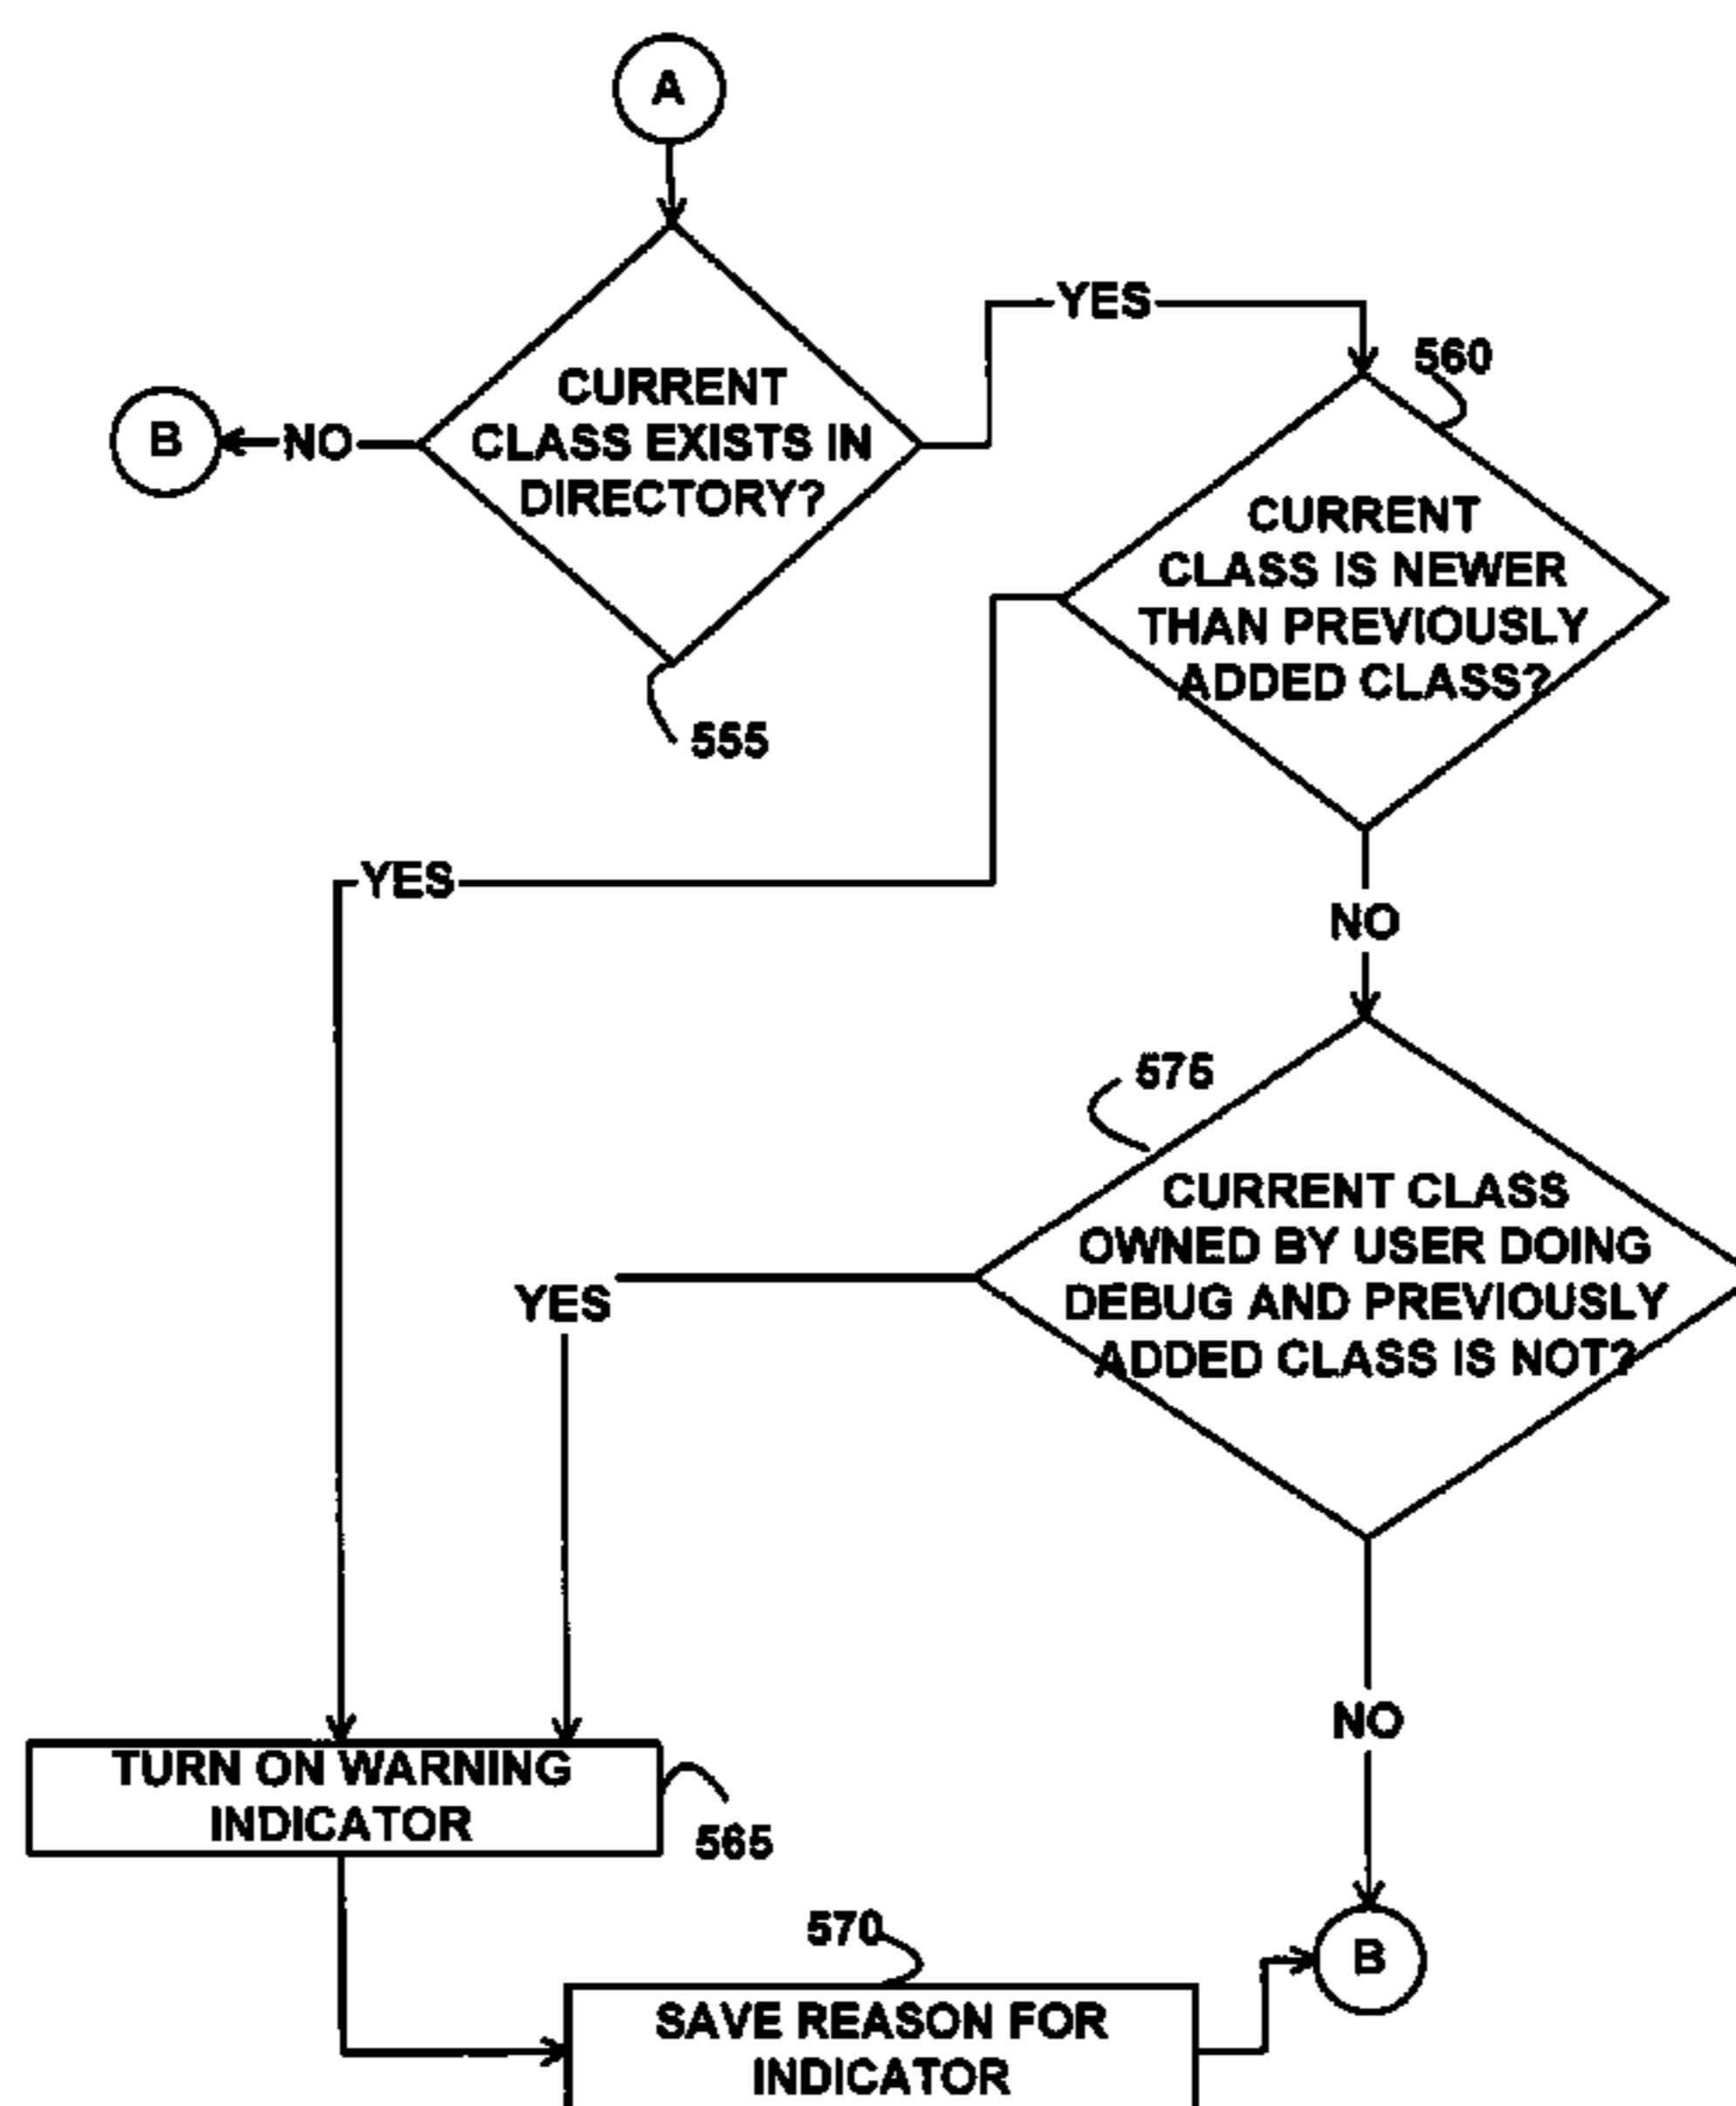 A
YES
560
CURRENT
CLASS EXISTS IN
DIRECTORY?
B
NO
CURRENT
CLASS IS NEWER
THAN PREVIOUSLY
ADDED CLASS?
555
YES
NO
575
CURRENT CLASS
OWNED BY USER DOING
DEBUG AND PREVIOUSLY
ADDED CLASS IS NOT?
YES
NO
TURN ON WARNING
INDICATOR
565
570
B
SAVE REASON FOR
INDICATOR